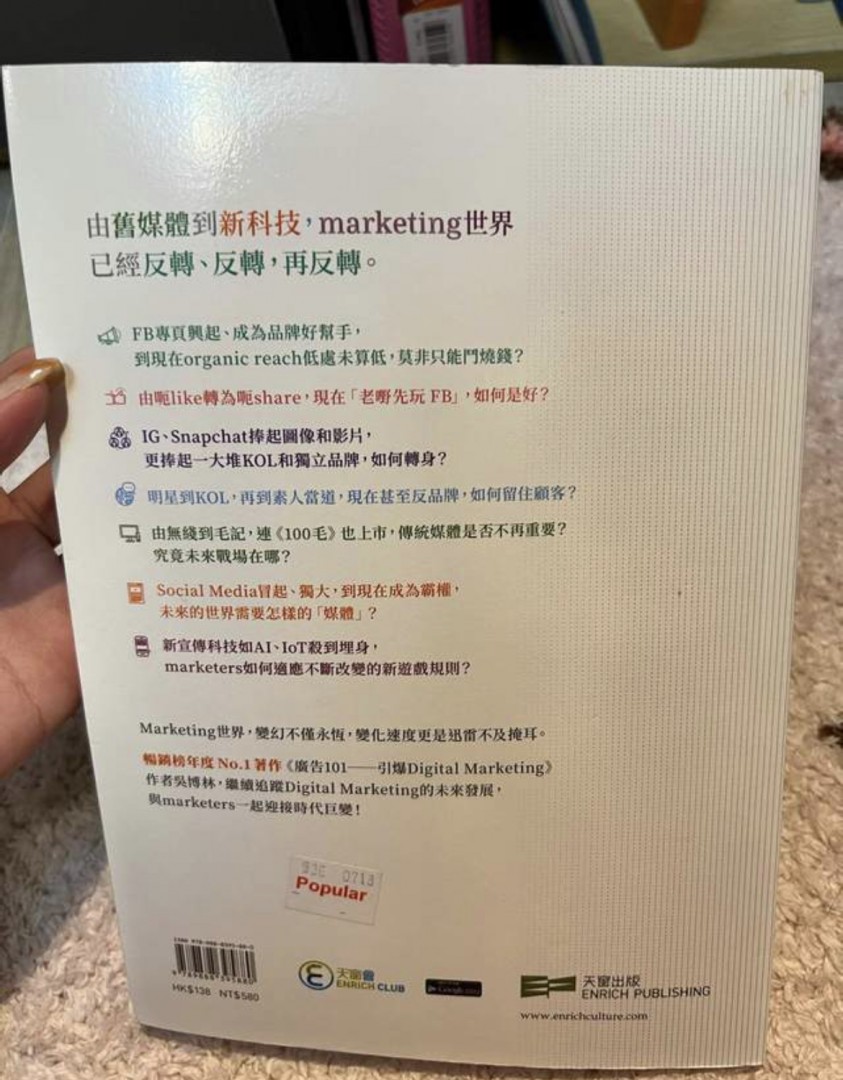 由舊媒體到新科技，marketing世界
已經反轉、反轉，再反轉。
FB專頁興起、成為品牌好幫手，
到現在organic reach低處未算低，莫非只能鬥燒錢？
由呃like轉為呃share，現在「老嘢先玩 FB」，如何是好？
IG、Snapchat捧起圖像和影片，
更捧起一大堆KOL和獨立品牌，如何轉身？
明星到KOL，再到素人當道，現在甚至反品牌，如何留住顧客？
由無綫到毛記，連《100毛》也上市，傳統媒體是否不再重要？
究竟未來戰場在哪？
Social Media冒起、獨大，到現在成為霸權，
未來的世界需要怎樣的「媒體」？
新宣傳科技如AI、IoT殺到埋身，
marketers如何適應不斷改變的新遊戲規則？
Marketing世界，變幻不僅永恆，變化速度更是迅雷不及掩耳。
暢銷榜年度 No.1 著作《廣告101——引爆Digital Marketing》
作者吳博林，繼續追蹤Digital Marketing的未來發展，
與marketers一起迎接時代巨變！
0713
Popular
HK$138 NT$580
天窗會
ENRICH CLUB
天窗出版
ENRICH PUBLISHING
www.enrichculture.com